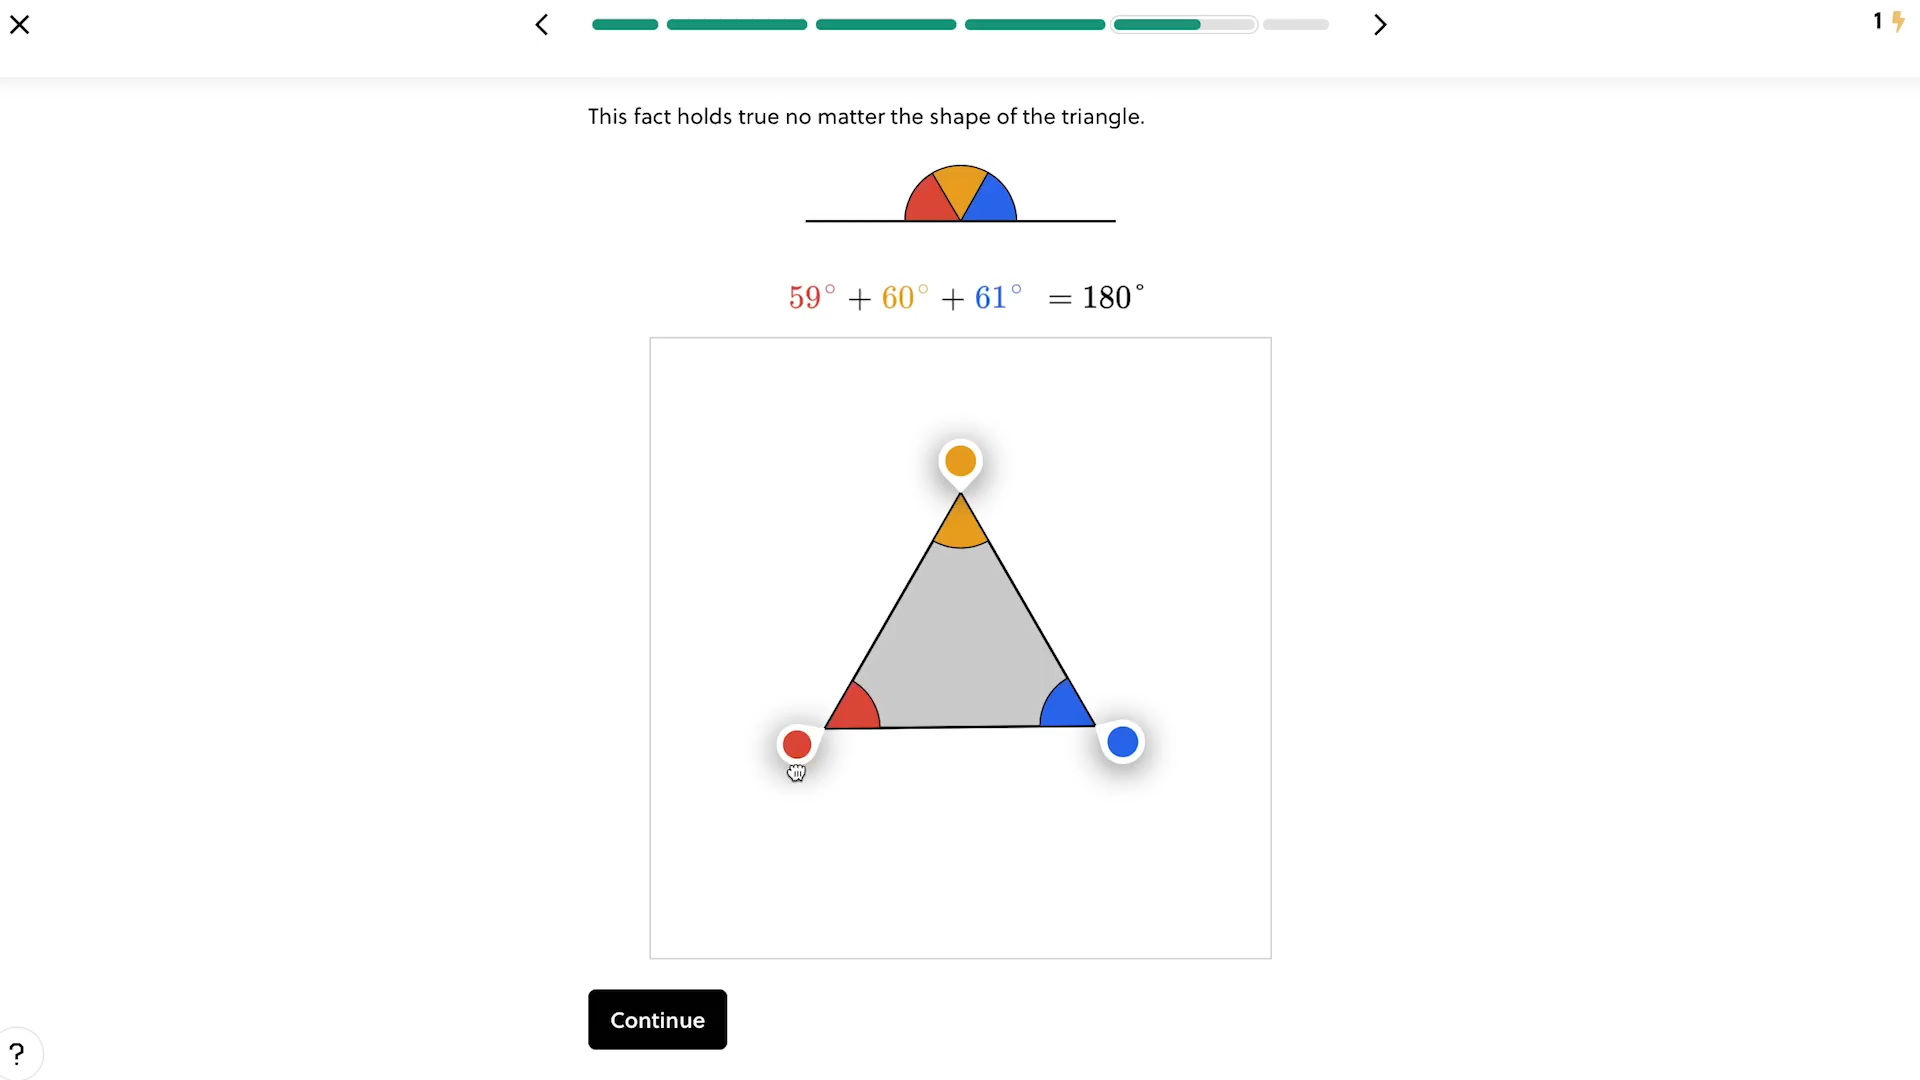 1
This fact holds true no matter the shape of the triangle.
59° + 60° + 61° = 180°
Continue
?